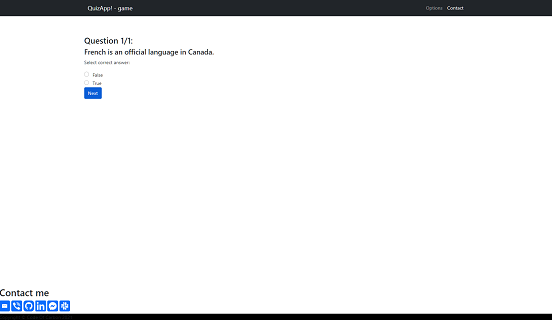 QuizApp! - game
Options Contact
Question 1/1:
French is an official language in Canada.
Select correct answer:
False
True
Next
Contact me